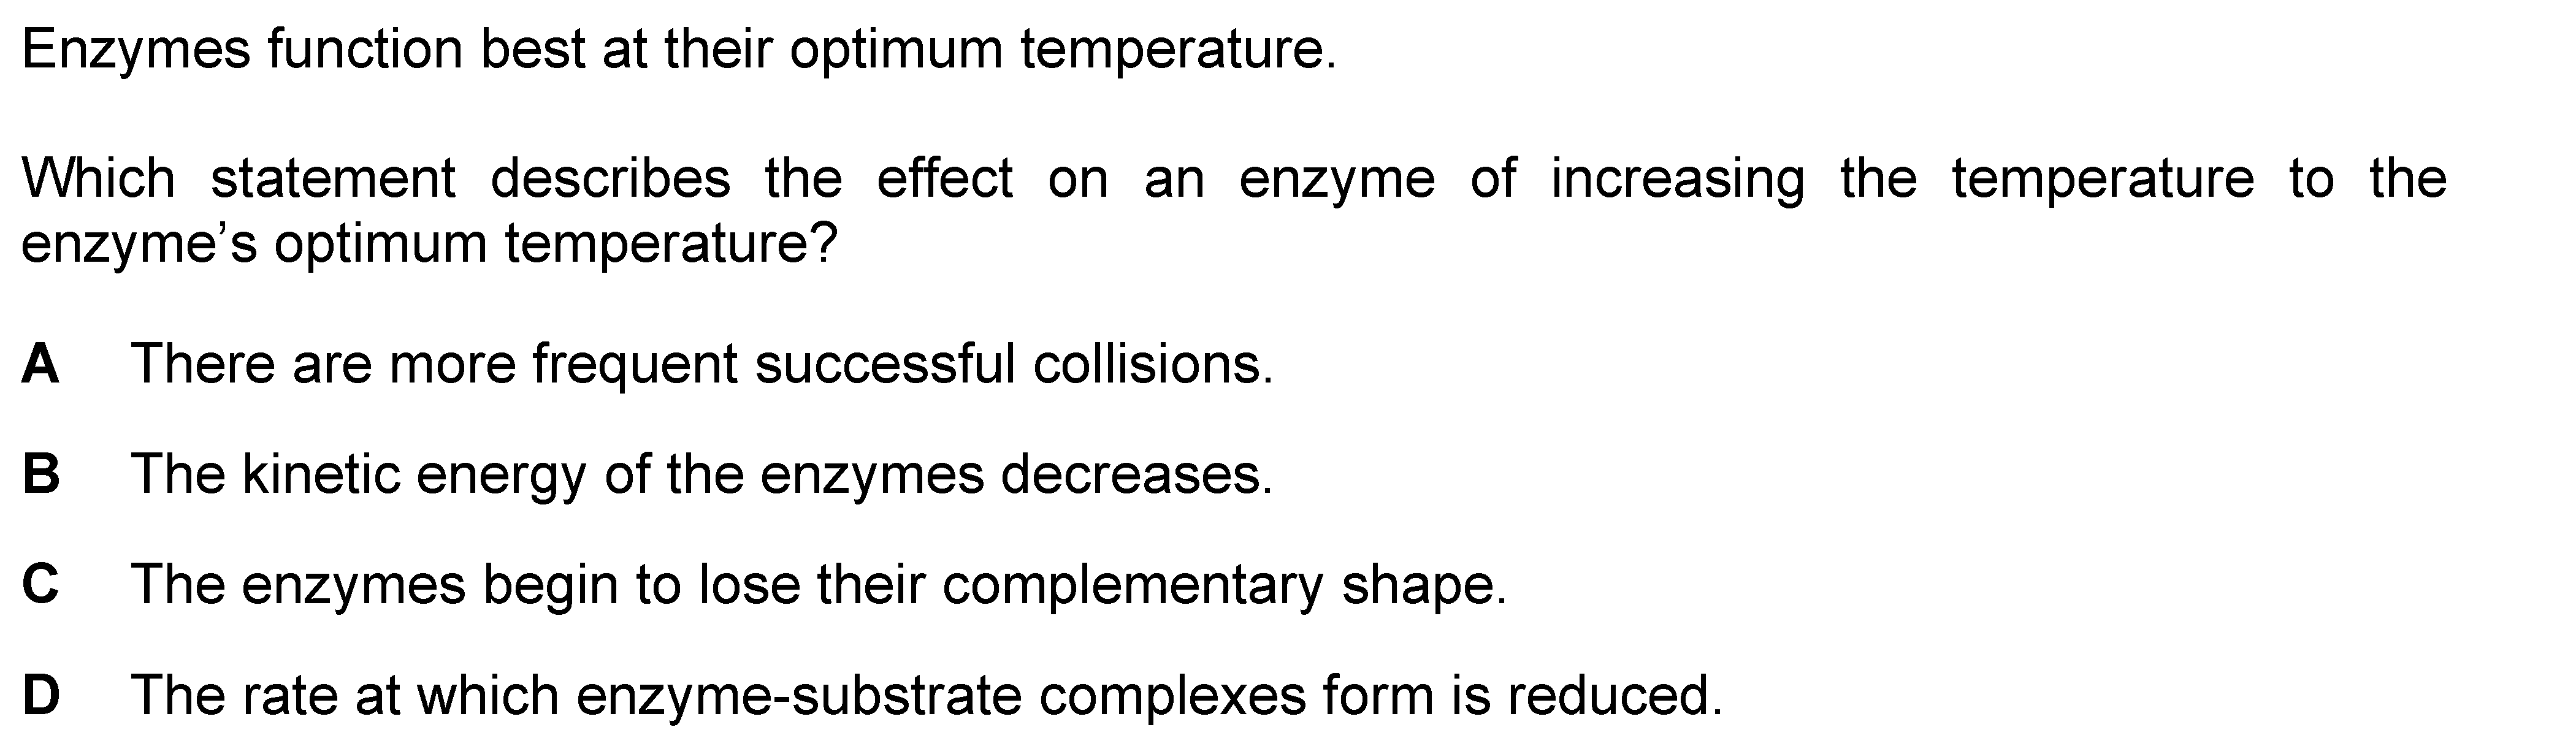 Enzymes function best at their optimum temperature.
Which statement describes the effect on an enzyme of increasing the temperature to the
enzyme’s optimum temperature?
A There are more frequent successful collisions.
B The kinetic energy of the enzymes decreases.
C The enzymes begin to lose their complementary shape.
D The rate at which enzyme-substrate complexes form is reduced.